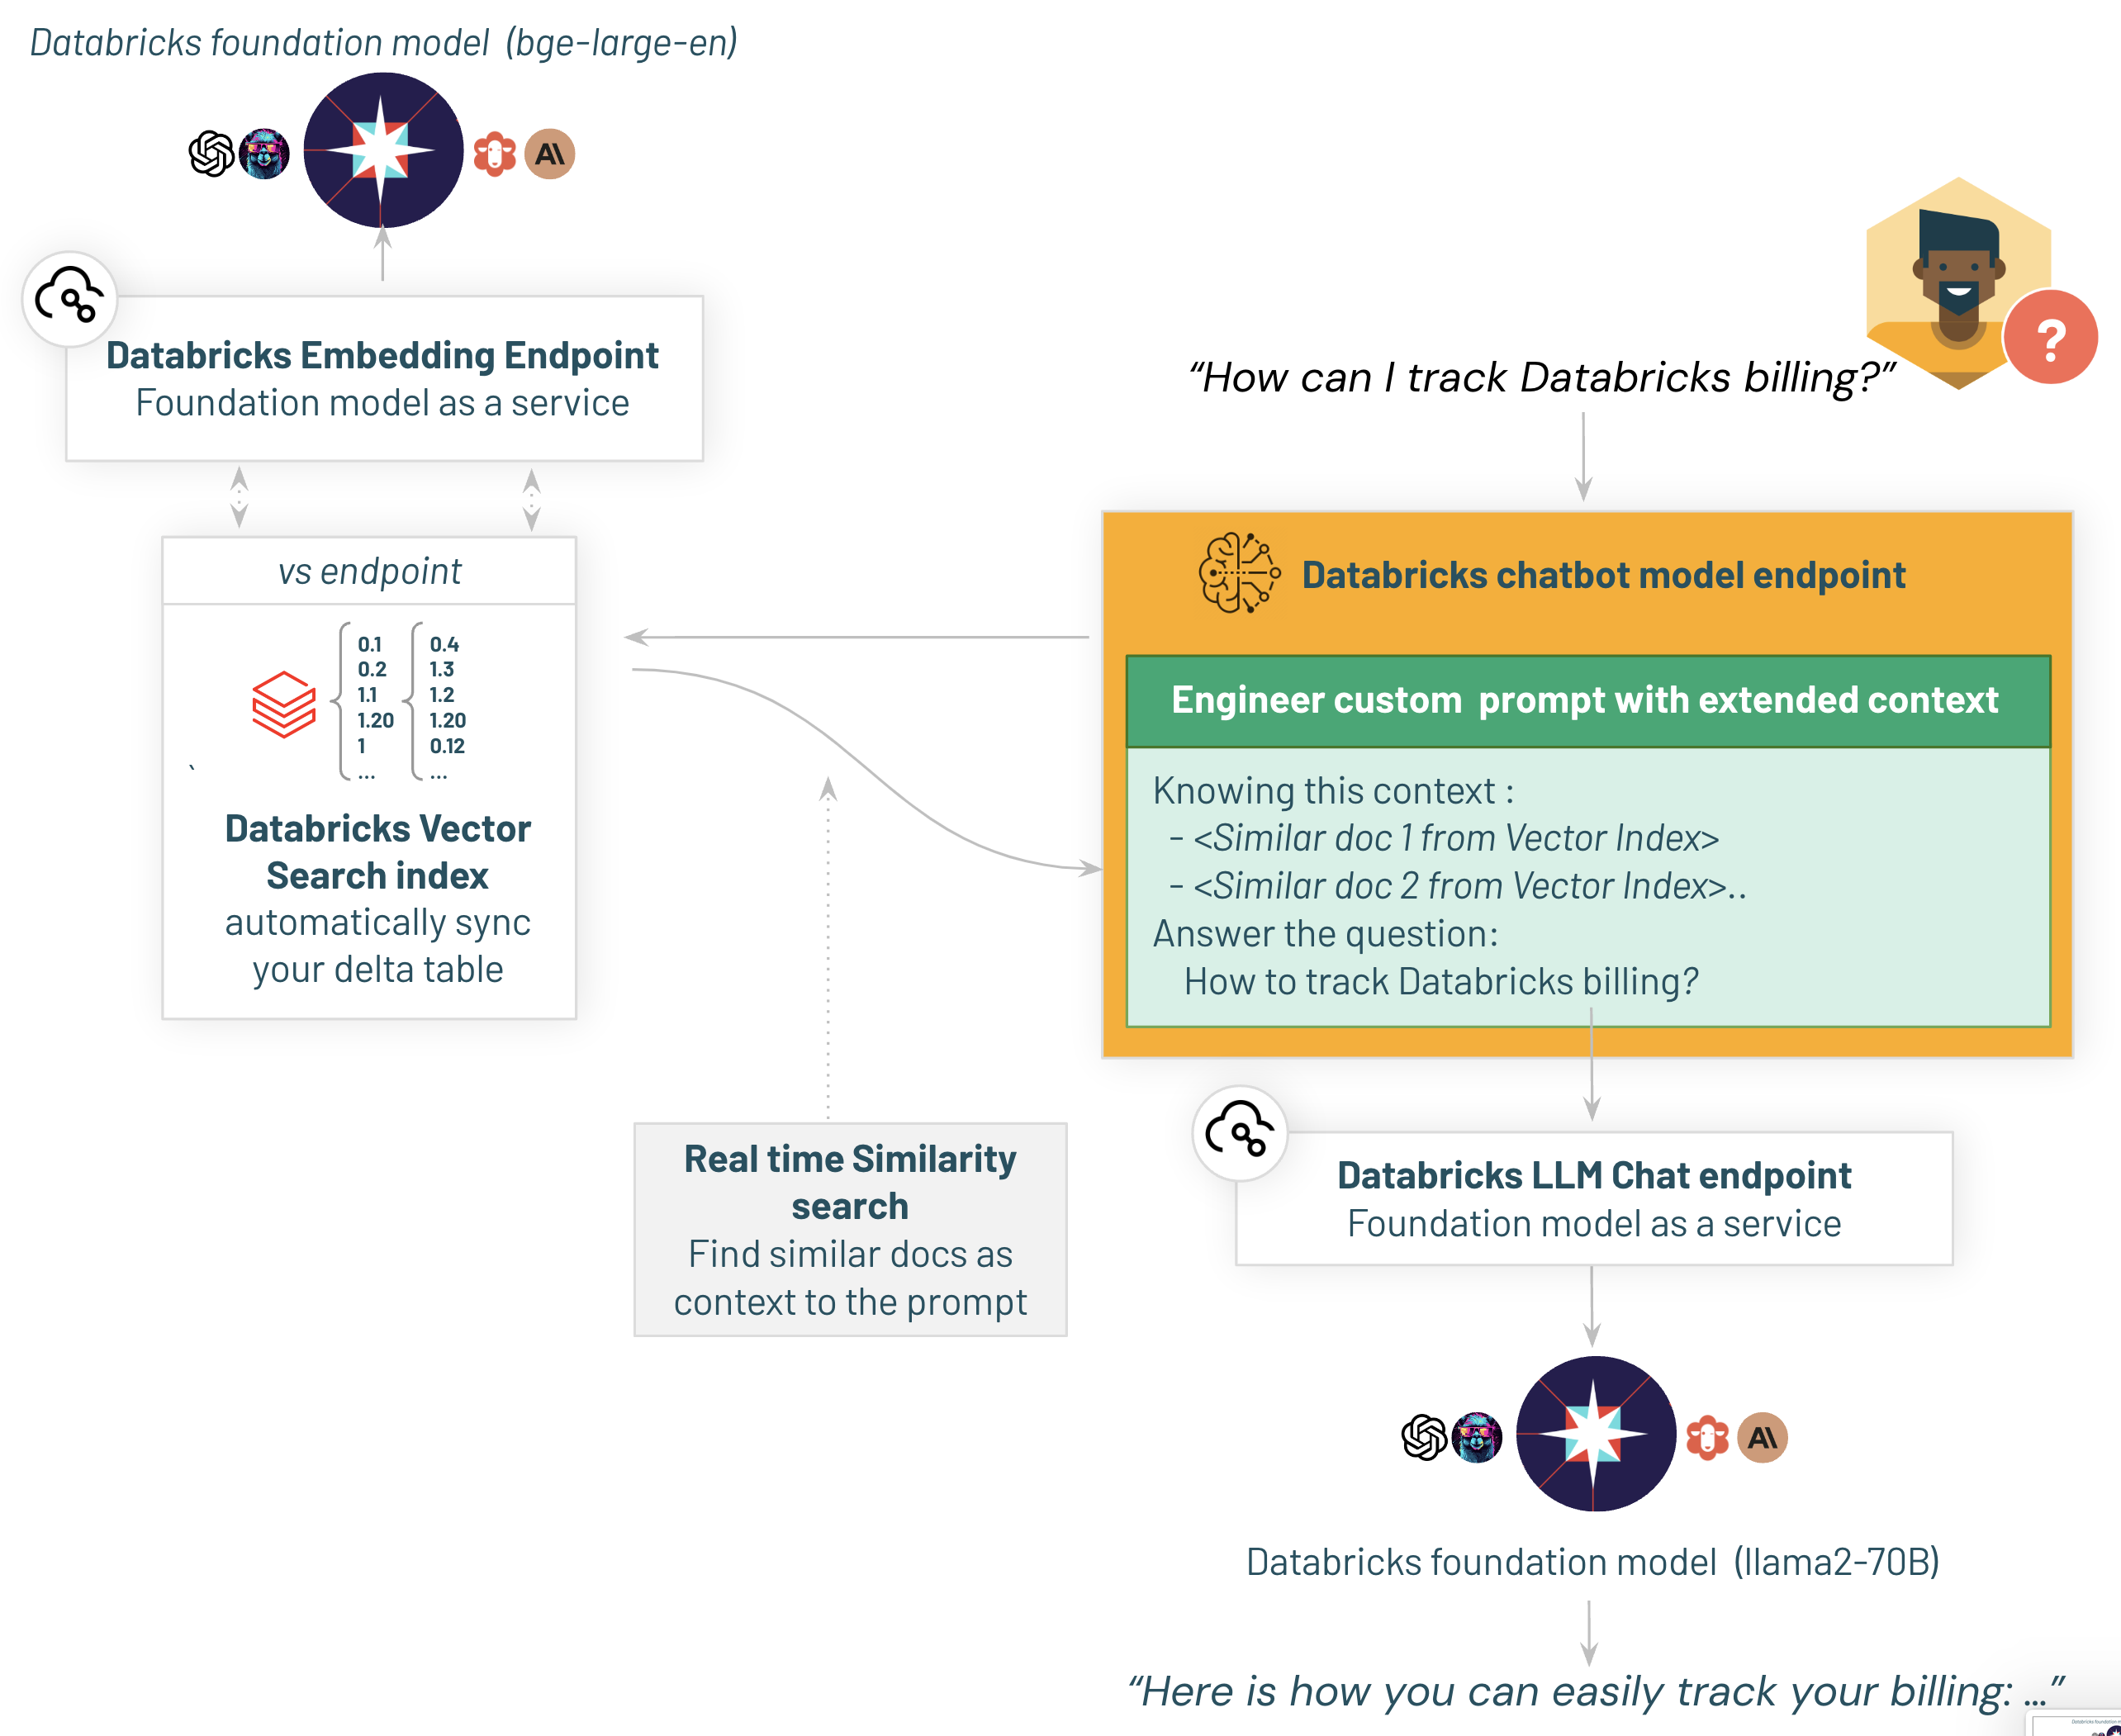 Databricks foundation model (bge-large-en)
A\
Databricks Embedding Endpoint
Foundation model as a service
vs endpoint
0.1 0.4
0.2 1.3
1.1 1.2
1.20 1.20
1 0.12
... ...
`
Databricks Vector
Search index
automatically sync
your delta table
Real time Similarity
search
Find similar docs as
context to the prompt
?
“How can I track Databricks billing?”
Databricks chatbot model endpoint
Engineer custom prompt with extended context
Knowing this context :
- <Similar doc 1 from Vector Index>
- <Similar doc 2 from Vector Index>..
Answer the question:
How to track Databricks billing?
Databricks LLM Chat endpoint
Foundation model as a service
A\
Databricks foundation model (llama2-70B)
“Here is how you can easily track your billing: ...”